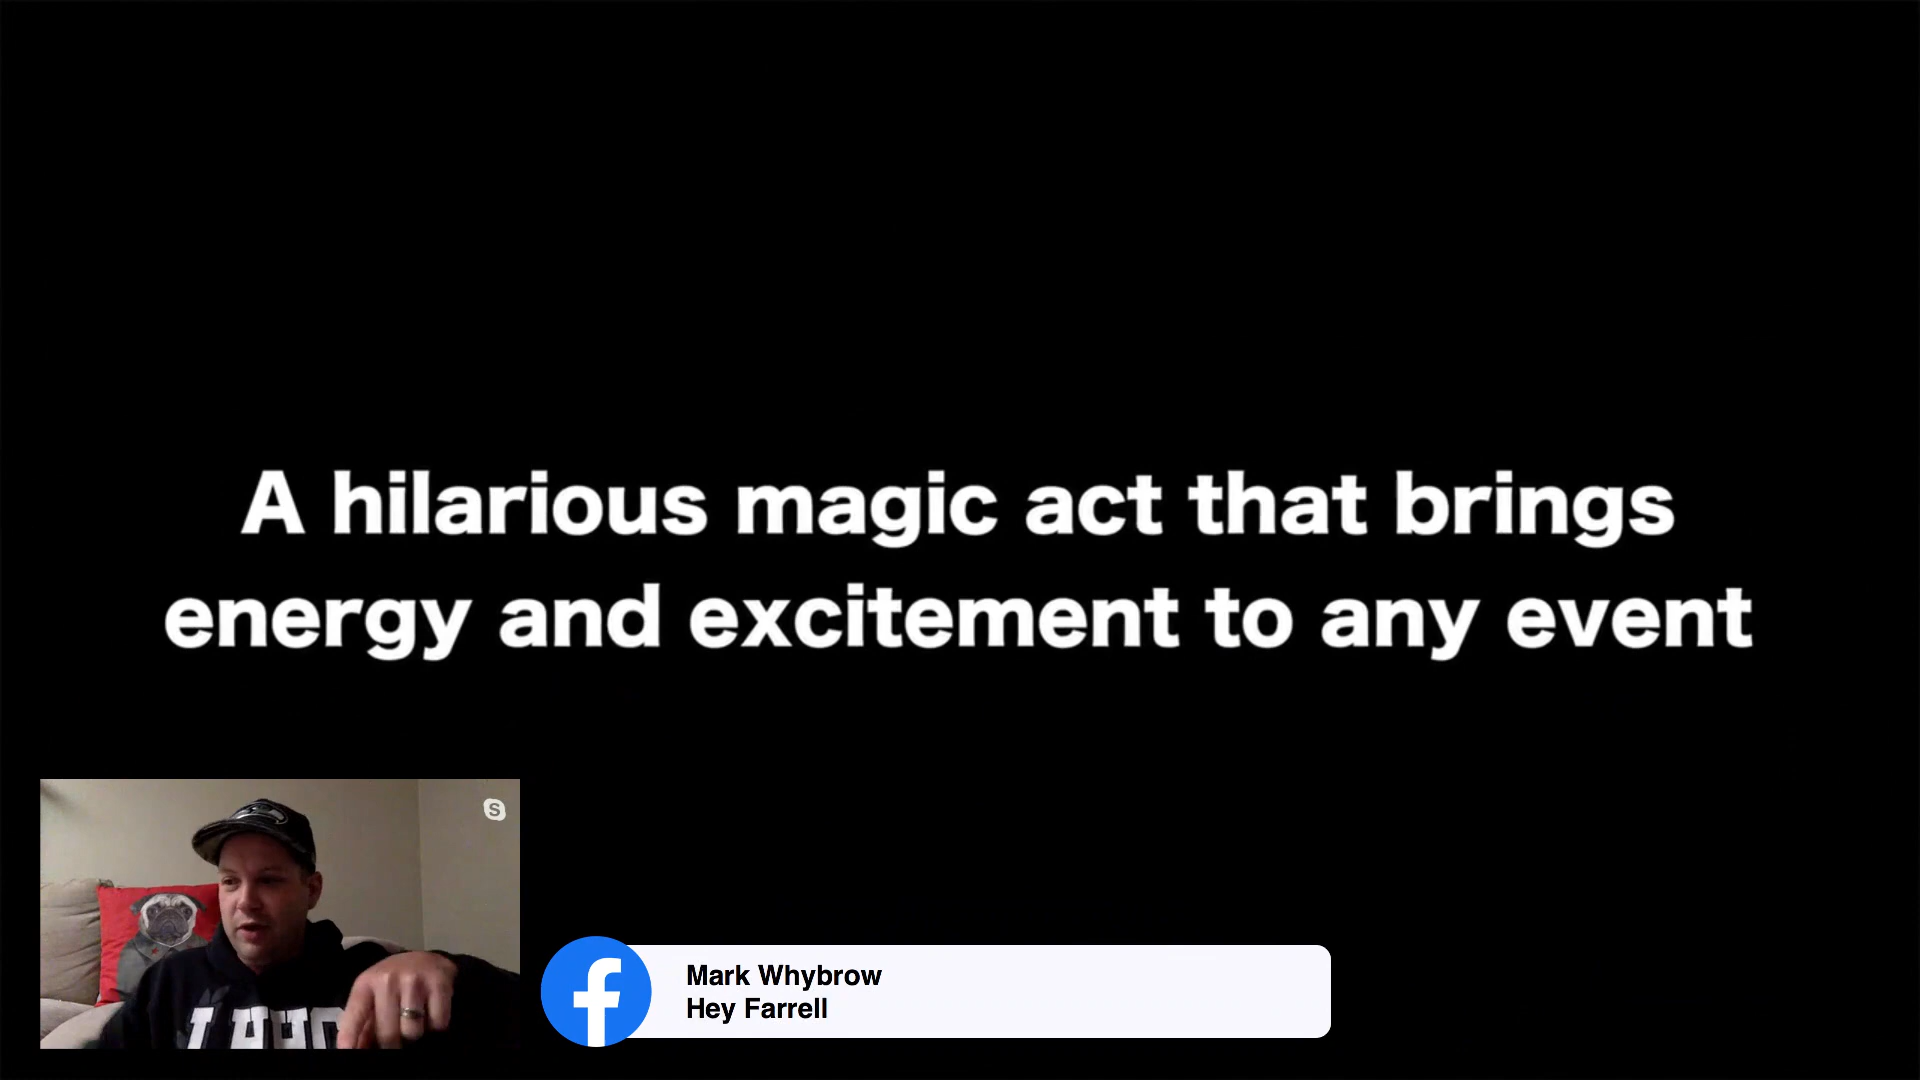 A hilarious magic act that brings
energy and excitement to any event
Mark Whybrow
Hey Farrell